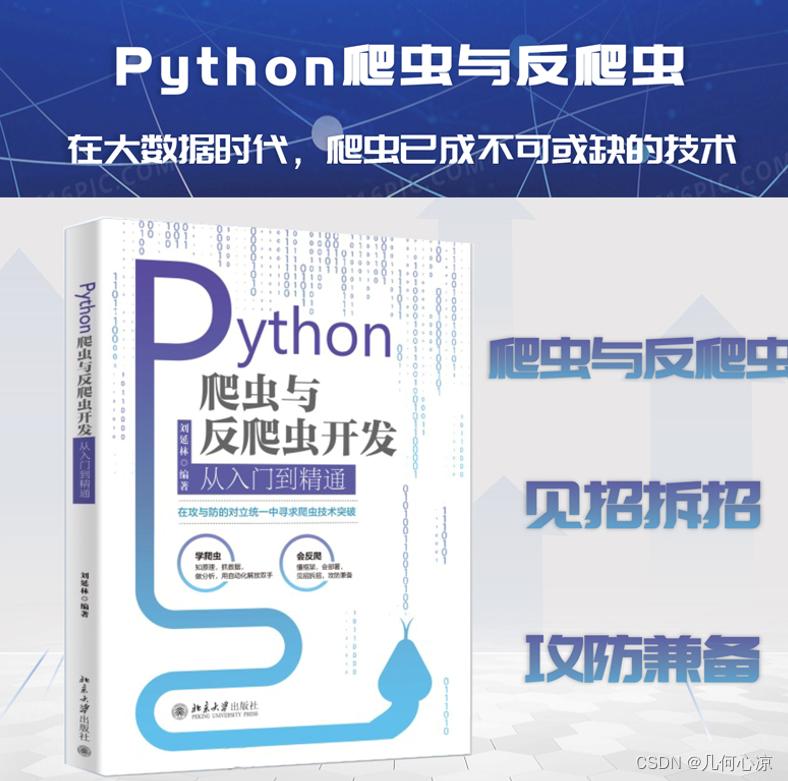 Python爬虫与反爬虫
在大数据时代，爬虫已成不可或缺的技术
Python
爬虫与
反爬虫开发
从入门到精通
刘延林◎编著
在攻与防的对立统一中寻求爬虫技术突破
学爬虫
知原理，抓数据，
做分析，用自动化解放双手
会反爬
懂框架，会部署，
见招拆招，攻防兼备
北京大学出版社
PEKING UNIVERSITY PRESS
Python爬虫与反爬虫开发
从入门到精通
刘延林◎编著
北京大学出版社
爬虫与反爬虫
见招拆招
攻防兼备
CSDN @几何心凉